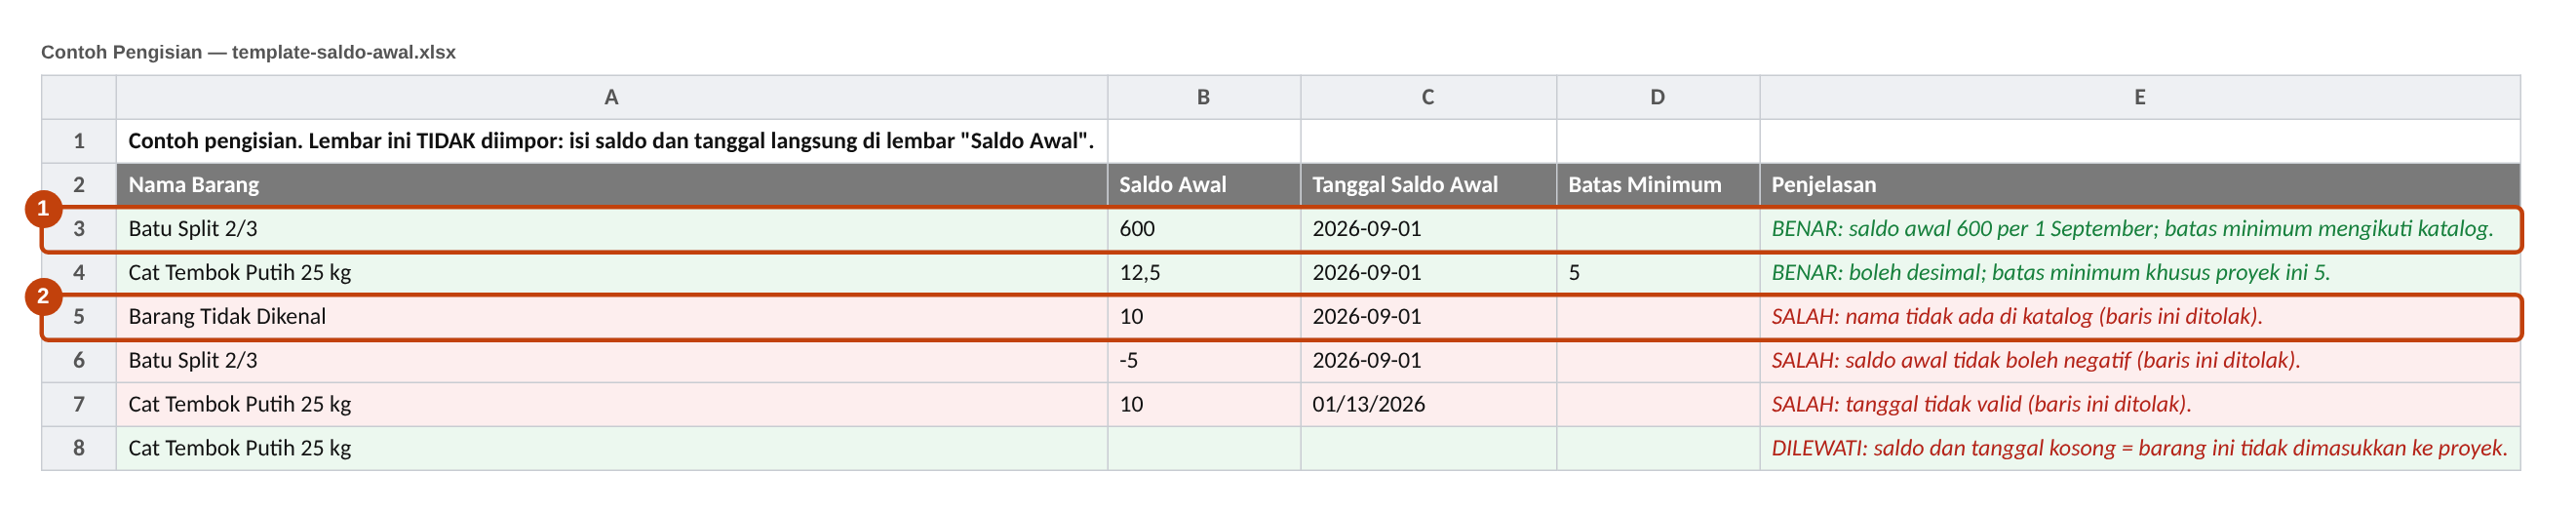 Contoh Pengisian — template-saldo-awal.xlsx
A B C D E
1 Contoh pengisian. Lembar ini TIDAK diimpor: isi saldo dan tanggal langsung di lembar "Saldo Awal".
2 Nama Barang Saldo Awal Tanggal Saldo Awal Batas Minimum Penjelasan
1
3 Batu Split 2/3 600 2026-09-01 BENAR: saldo awal 600 per 1 September; batas minimum mengikuti katalog.
4 Cat Tembok Putih 25 kg 12,5 2026-09-01 5 BENAR: boleh desimal; batas minimum khusus proyek ini 5.
2
5 Barang Tidak Dikenal 10 2026-09-01 SALAH: nama tidak ada di katalog (baris ini ditolak).
6 Batu Split 2/3 -5 2026-09-01 SALAH: saldo awal tidak boleh negatif (baris ini ditolak).
7 Cat Tembok Putih 25 kg 10 01/13/2026 SALAH: tanggal tidak valid (baris ini ditolak).
8 Cat Tembok Putih 25 kg DILEWATI: saldo dan tanggal kosong = barang ini tidak dimasukkan ke proyek.